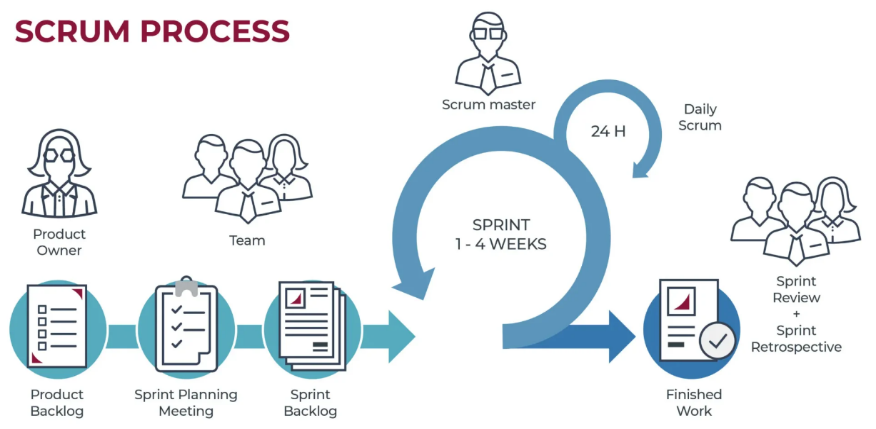 SCRUM PROCESS
Scrum master
24 H
Daily
Scrum
Product
Owner
Team
SPRINT
1 - 4 WEEKS
Sprint
Review
+
Sprint
Retrospective
Product
Backlog
Sprint Planning
Meeting
Sprint
Backlog
Finished
Work